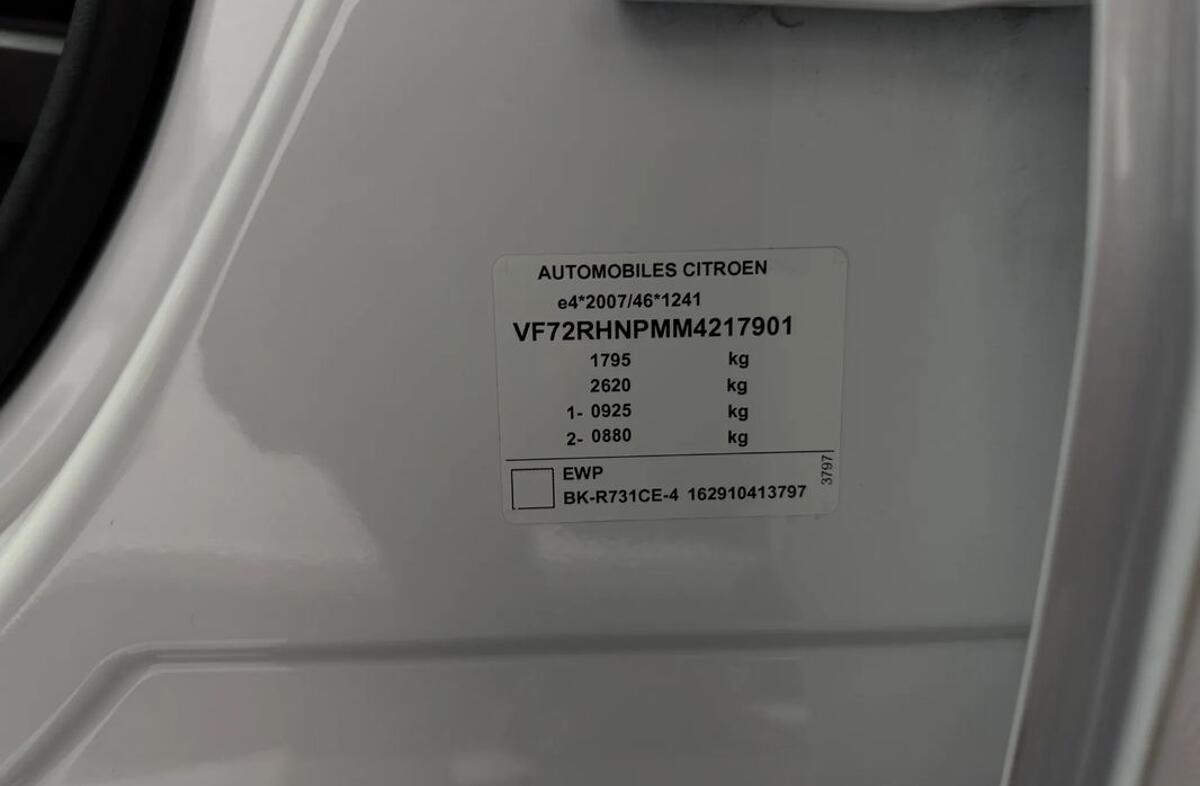 AUTOMOBILES CITROEN
e4*2007/46*1241
VF72RHNPMM4217901
1795 kg
2620 kg
1- 0925 kg
2- 0880 kg
EWP
BK-R731CE-4 162910413797
3797